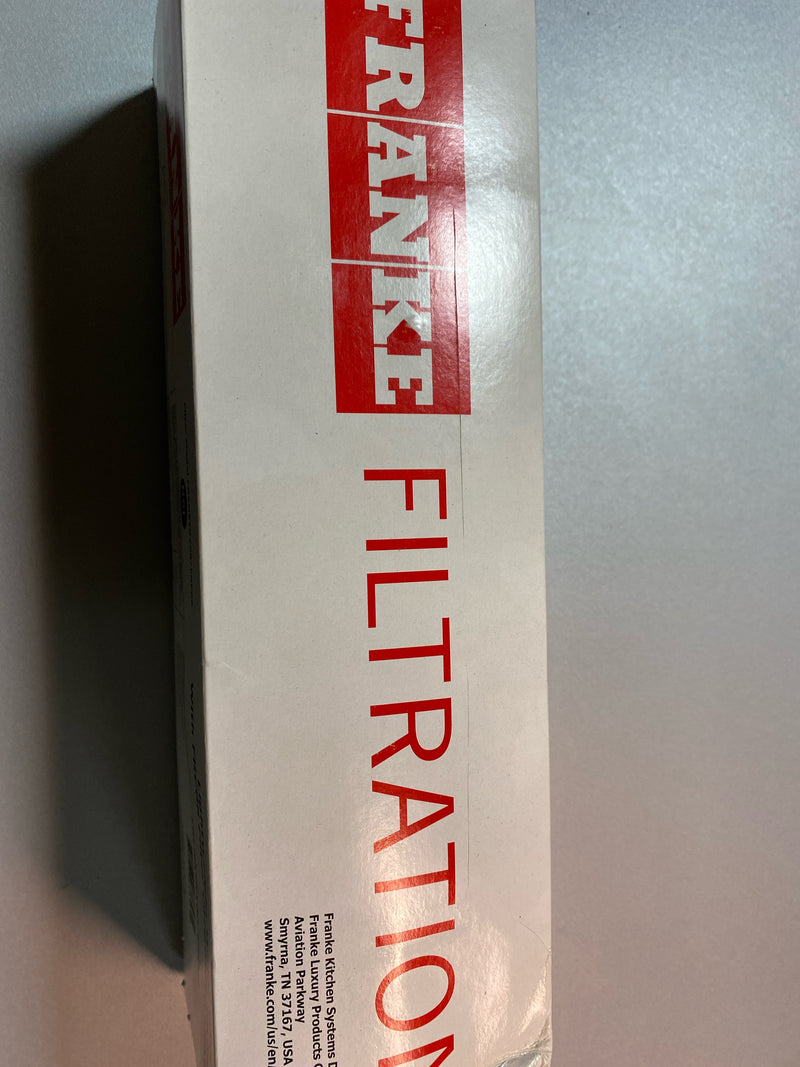 FRANKE
FILTRATION
Franke Kitchen Systems D
Franke Luxury Products G
Aviation Parkway
Smyrna, TN 37167, USA
www.franke.com/us/en/